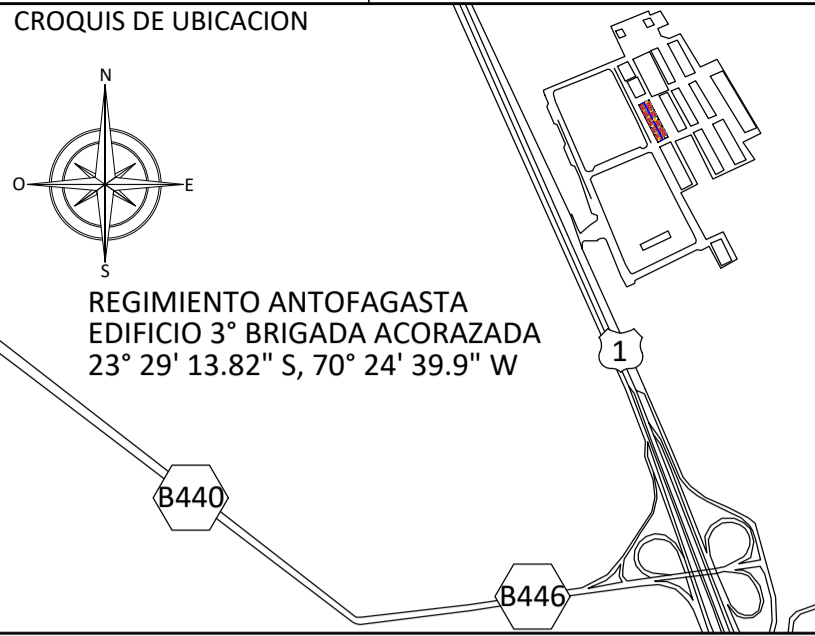 CROQUIS DE UBICACION
N
O
E
S
REGIMIENTO ANTOFAGASTA
EDIFICIO 3° BRIGADA ACORAZADA
23° 29' 13.82" S, 70° 24' 39.9" W
1
B440
B446